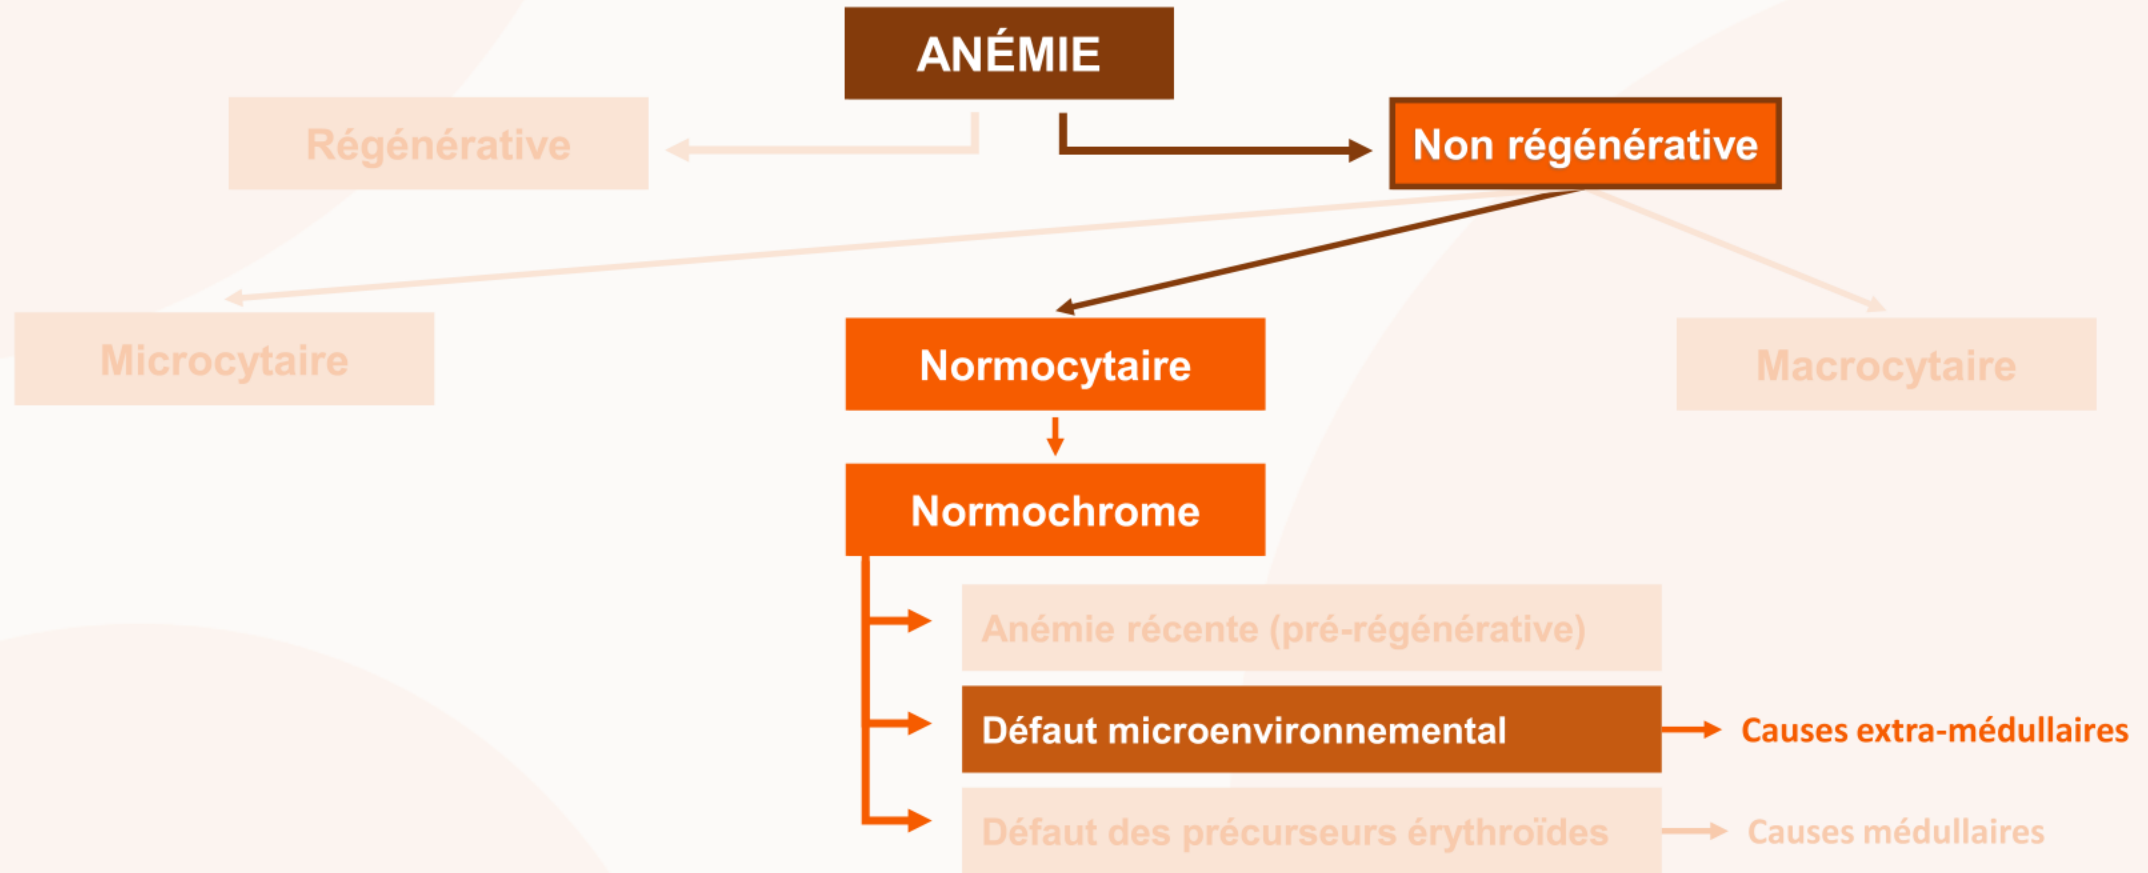 ANÉMIE
Régénérative
Non régénérative
Microcytaire
Normocytaire
Macrocytaire
Normochrome
Anémie récente (pré-régénérative)
Défaut microenvironnemental
Causes extra-médullaires
Défaut des précurseurs érythroïdes
Causes médullaires